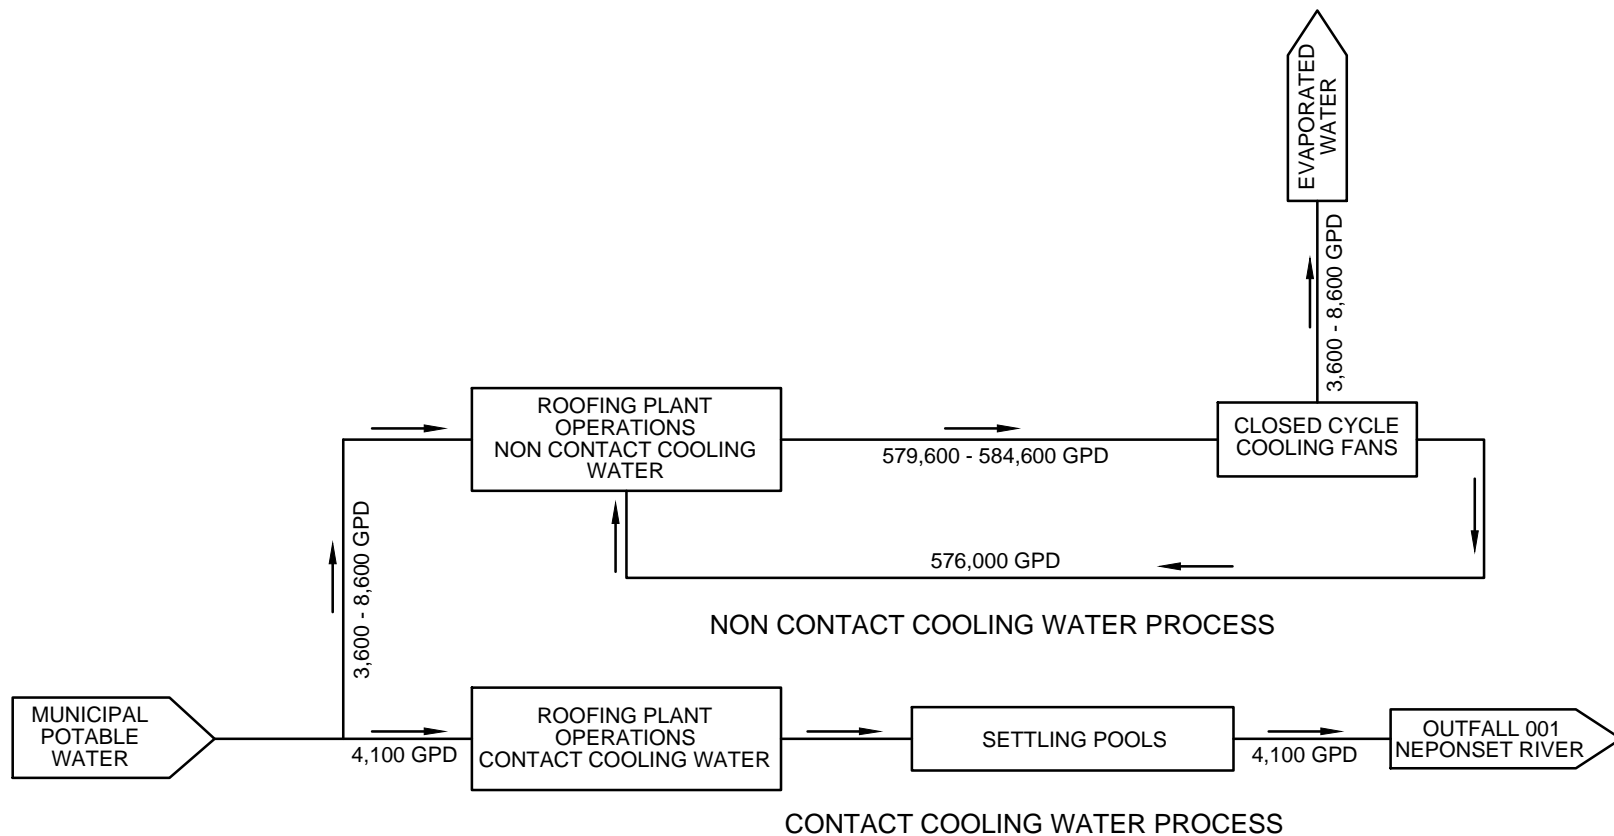 EVAPORATED
WATER
3,600 - 8,600 GPD
ROOFING PLANT
OPERATIONS
NON CONTACT COOLING
WATER
579,600 - 584,600 GPD
CLOSED CYCLE
COOLING FANS
576,000 GPD
3,600 - 8,600 GPD
NON CONTACT COOLING WATER PROCESS
MUNICIPAL
POTABLE
WATER
4,100 GPD
ROOFING PLANT
OPERATIONS
CONTACT COOLING WATER
SETTLING POOLS
4,100 GPD
OUTFALL 001
NEPONSET RIVER
CONTACT COOLING WATER PROCESS